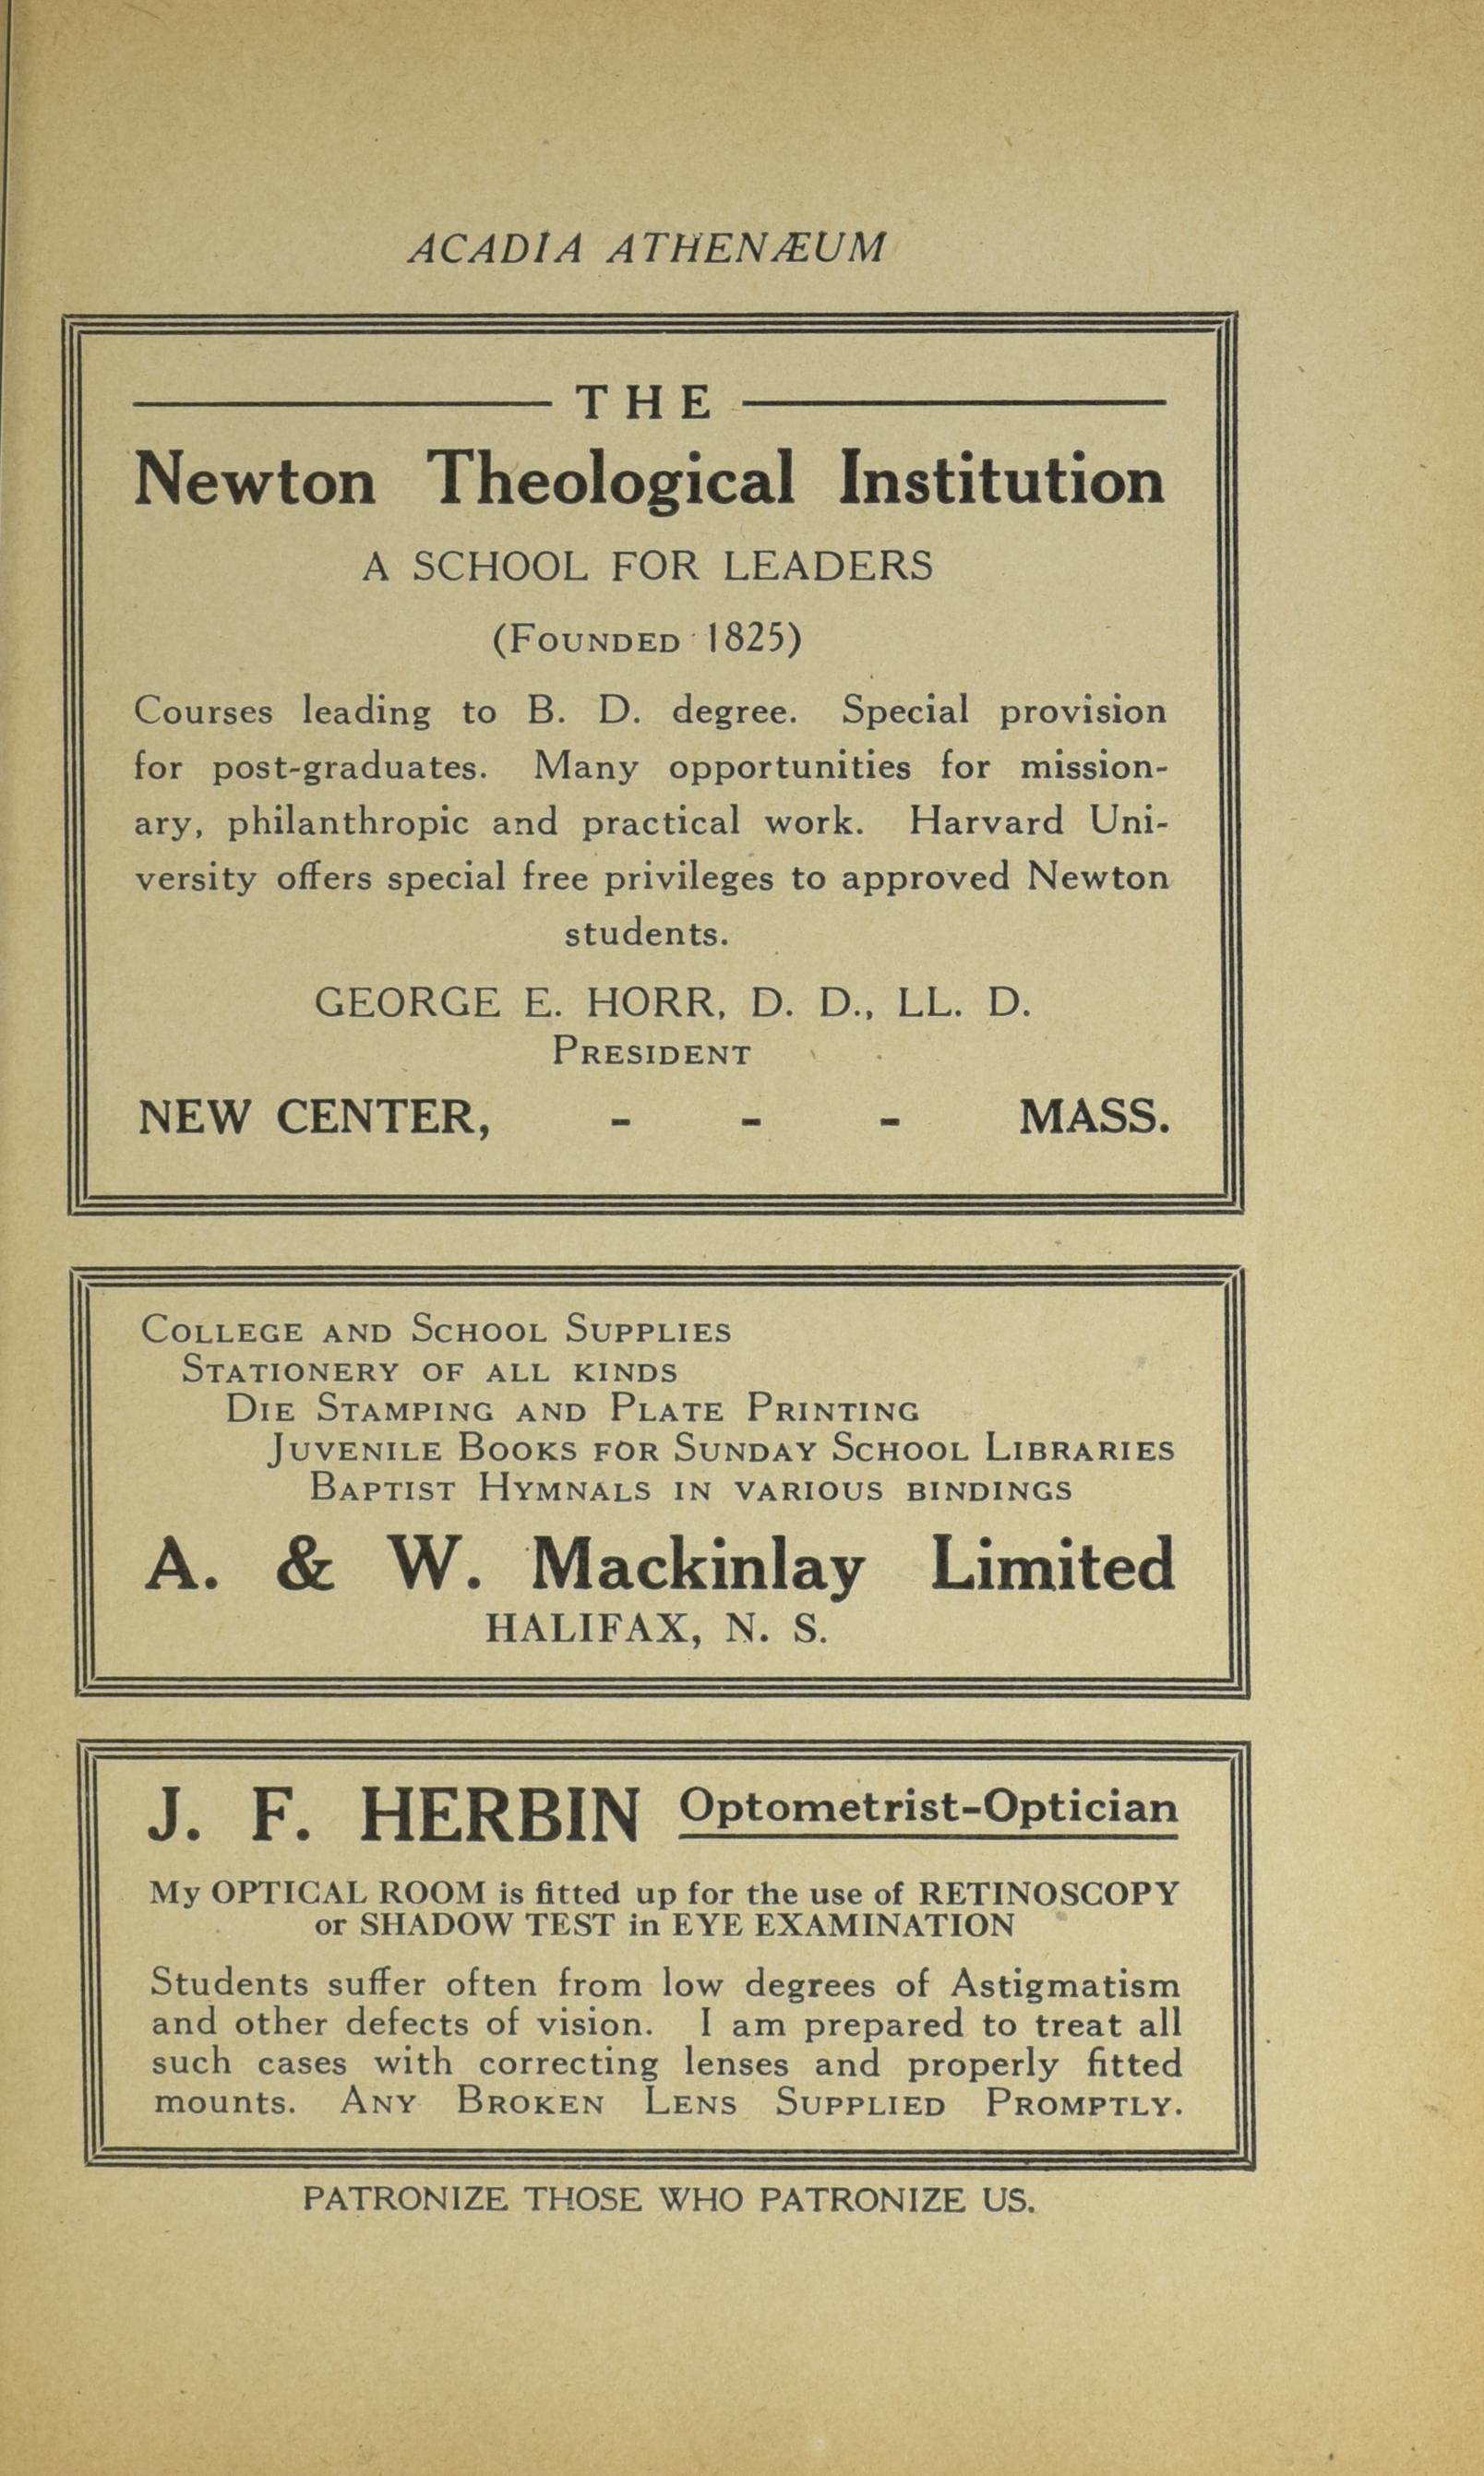 ACADIA ATHENÆUM
THE
Newton Theological Institution
A SCHOOL FOR LEADERS
(FOUNDED 1825)
Courses leading to B. D. degree. Special provision
for post-graduates. Many opportunities for mission-
ary, philanthropic and practical work. Harvard Uni-
versity offers special free privileges to approved Newton
students.
GEORGE E. HORR, D. D., LL. D.
PRESIDENT
NEW CENTER, - - - MASS.
COLLEGE AND SCHOOL SUPPLIES
STATIONERY OF ALL KINDS
DIE STAMPING AND PLATE PRINTING
JUVENILE BOOKS FOR SUNDAY SCHOOL LIBRARIES
BAPTIST HYMNALS IN VARIOUS BINDINGS
A. & W. Mackinlay Limited
HALIFAX, N. S.
J. F. HERBIN Optometrist-Optician
My OPTICAL ROOM is fitted up for the use of RETINOSCOPY
or SHADOW TEST in EYE EXAMINATION
Students suffer often from low degrees of Astigmatism
and other defects of vision. I am prepared to treat all
such cases with correcting lenses and properly fitted
mounts. ANY BROKEN LENS SUPPLIED PROMPTLY.
PATRONIZE THOSE WHO PATRONIZE US.